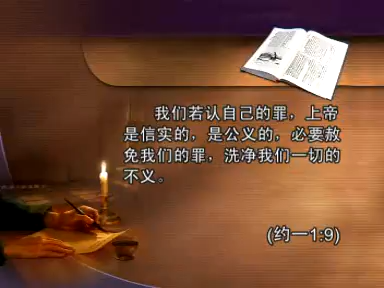 我们若认自己的罪，上帝
是信实的，是公义的，必要赦
免我们的罪，洗净我们一切的
不义。
(约一1:9)